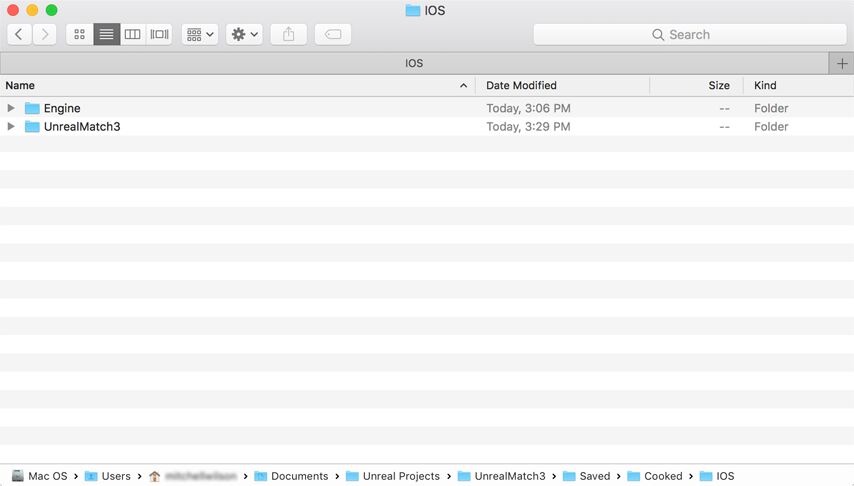 IOS
Search
IOS
Name Date Modified Size Kind
Engine Today, 3:06 PM -- Folder
UnrealMatch3 Today, 3:29 PM -- Folder
Mac OS › Users › › Documents › Unreal Projects › UnrealMatch3 › Saved › Cooked › IOS